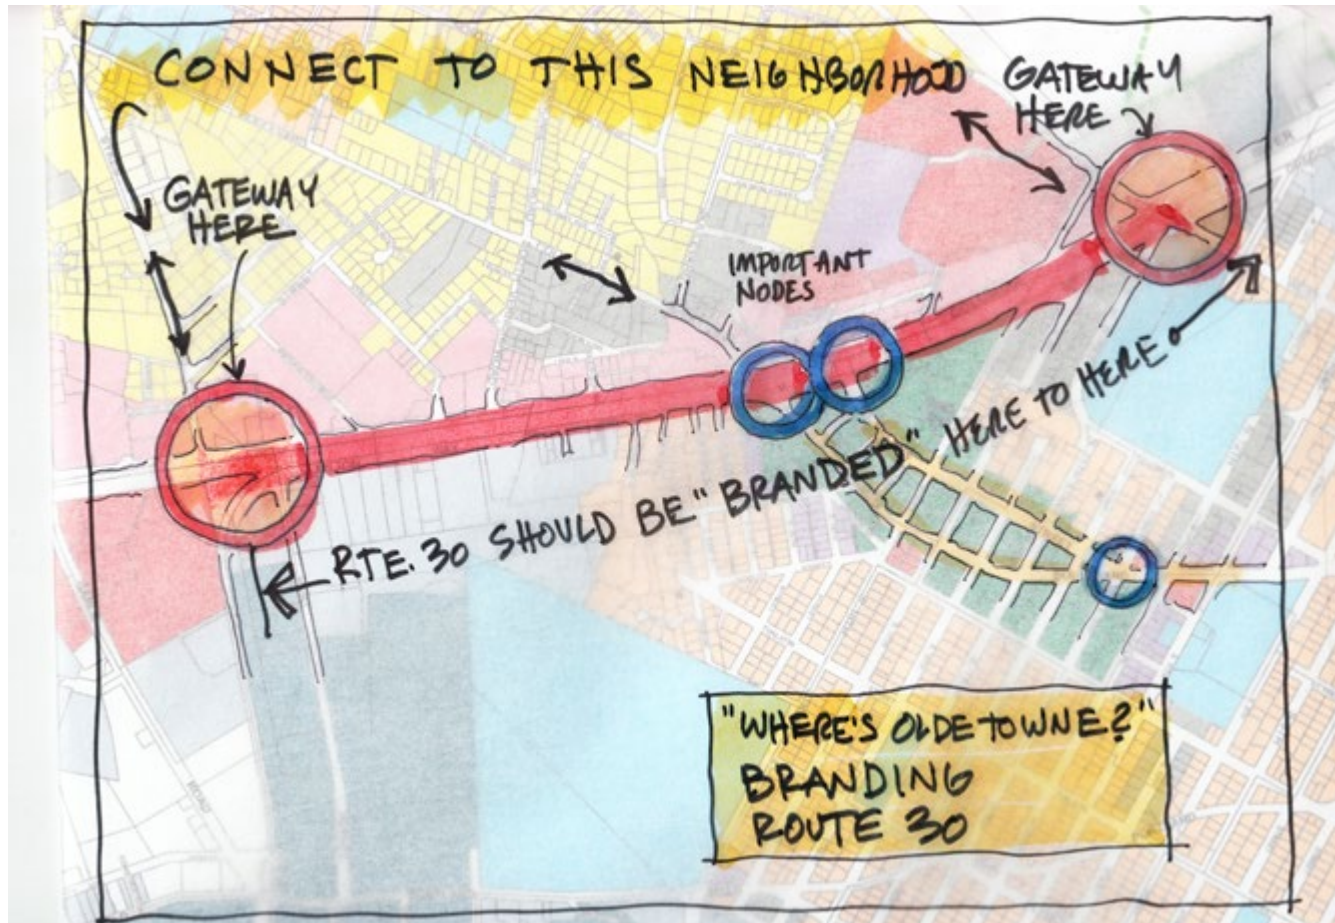 CONNECT TO THIS NEIGHBORHOOD
GATEWAY
HERE
GATEWAY
HERE
IMPORTANT
NODES
RTE. 30 SHOULD BE "BRANDED" HERE TO HERE
"WHERE'S OLDE TOWNE?"
BRANDING
ROUTE 30
ROAD